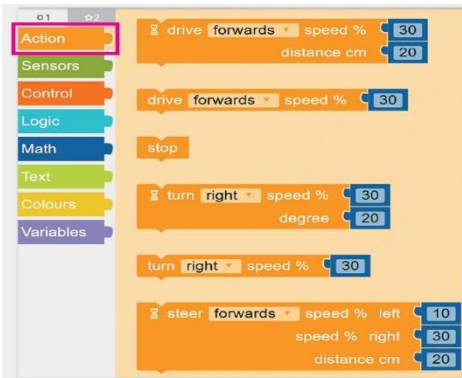 1 2
Action
Sensors
Control
Logic
Math
Text
Colours
Variables
drive forwards speed % 30
distance cm 20
drive forwards speed % 30
stop
turn right speed % 30
degree 20
turn right speed % 30
steer forwards speed % left 10
speed % right 30
distance cm 20